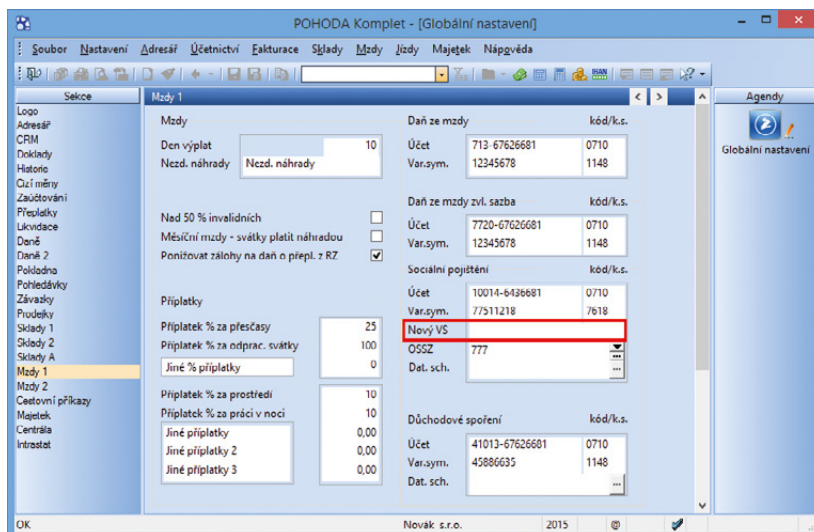 POHODA Komplet - [Globální nastavení]
Soubor Nastavení Adresář Účetnictví Fakturace Sklady Mzdy Jízdy Majetek Nápověda
Sekce
Logo
Adresář
CRM
Doklady
Historie
Cizí měny
Zaúčtování
Přeplatky
Likvidace
Daně
Daně 2
Pokladna
Pohledávky
Závazky
Prodejky
Sklady 1
Sklady 2
Sklady A
Mzdy 1
Mzdy 2
Cestovní příkazy
Majetek
Centrála
Intrastat
Mzdy 1
Mzdy
Den výplat 10
Nezd. náhrady Nezd. náhrady
Nad 50 % invalidních
Měsíční mzdy - svátky platit náhradou
Ponižovat zálohy na daň o přepl. z RZ
Příplatky
Příplatek % za přesčasy 25
Příplatek % za odprac. svátky 100
Jiné % příplatky 0
Příplatek % za prostředí 10
Příplatek % za práci v noci 10
Jiné příplatky 0,00
Jiné příplatky 2 0,00
Jiné příplatky 3 0,00
Daň ze mzdy kód/k.s.
Účet 713-67626681 0710
Var.sym. 12345678 1148
Daň ze mzdy zvl. sazba kód/k.s.
Účet 7720-67626681 0710
Var.sym. 12345678 1148
Sociální pojištění kód/k.s.
Účet 10014-6436681 0710
Var.sym. 77511218 7618
Nový VS
OSSZ 777
Dat. sch.
Důchodové spoření kód/k.s.
Účet 41013-67626681 0710
Var.sym. 45886635 1148
Dat. sch.
Agendy
Globální nastavení
OK Novák s.r.o. 2015 @